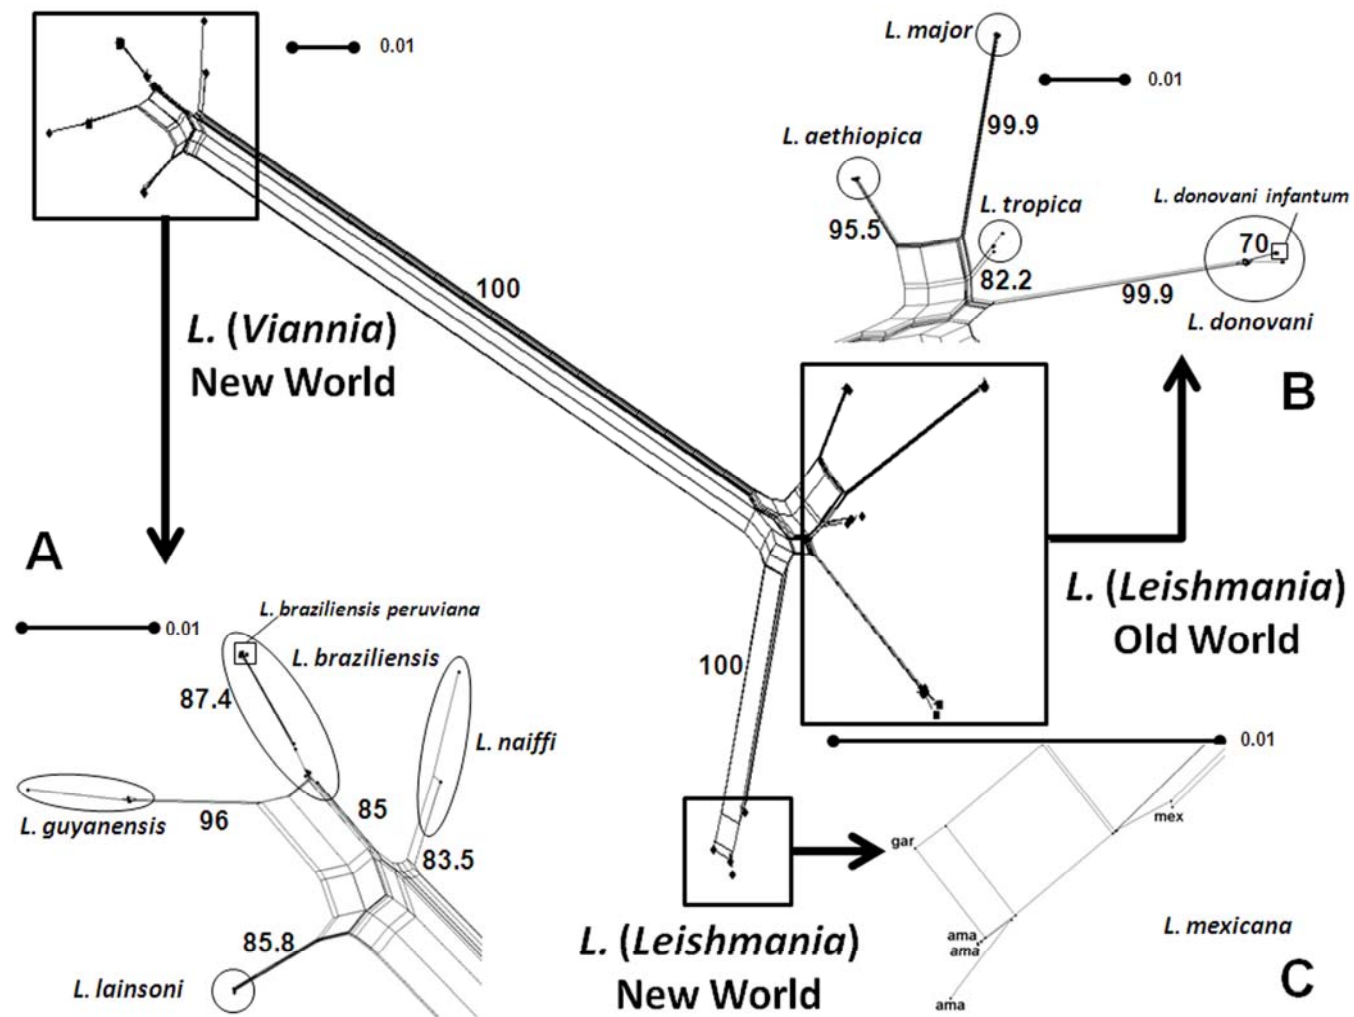 0.01
100
L. (Viannia)
New World
L. major
0.01
99.9
L. aethiopica
95.5
L. tropica
82.2
L. donovani infantum
70
99.9
L. donovani
B
L. (Leishmania)
Old World
A
0.01
L. braziliensis peruviana
L. braziliensis
87.4
L. naiffi
L. guyanensis
96
85
83.5
85.8
L. lainsoni
100
L. (Leishmania)
New World
0.01
mex
gar
ama
ama
ama
L. mexicana
C